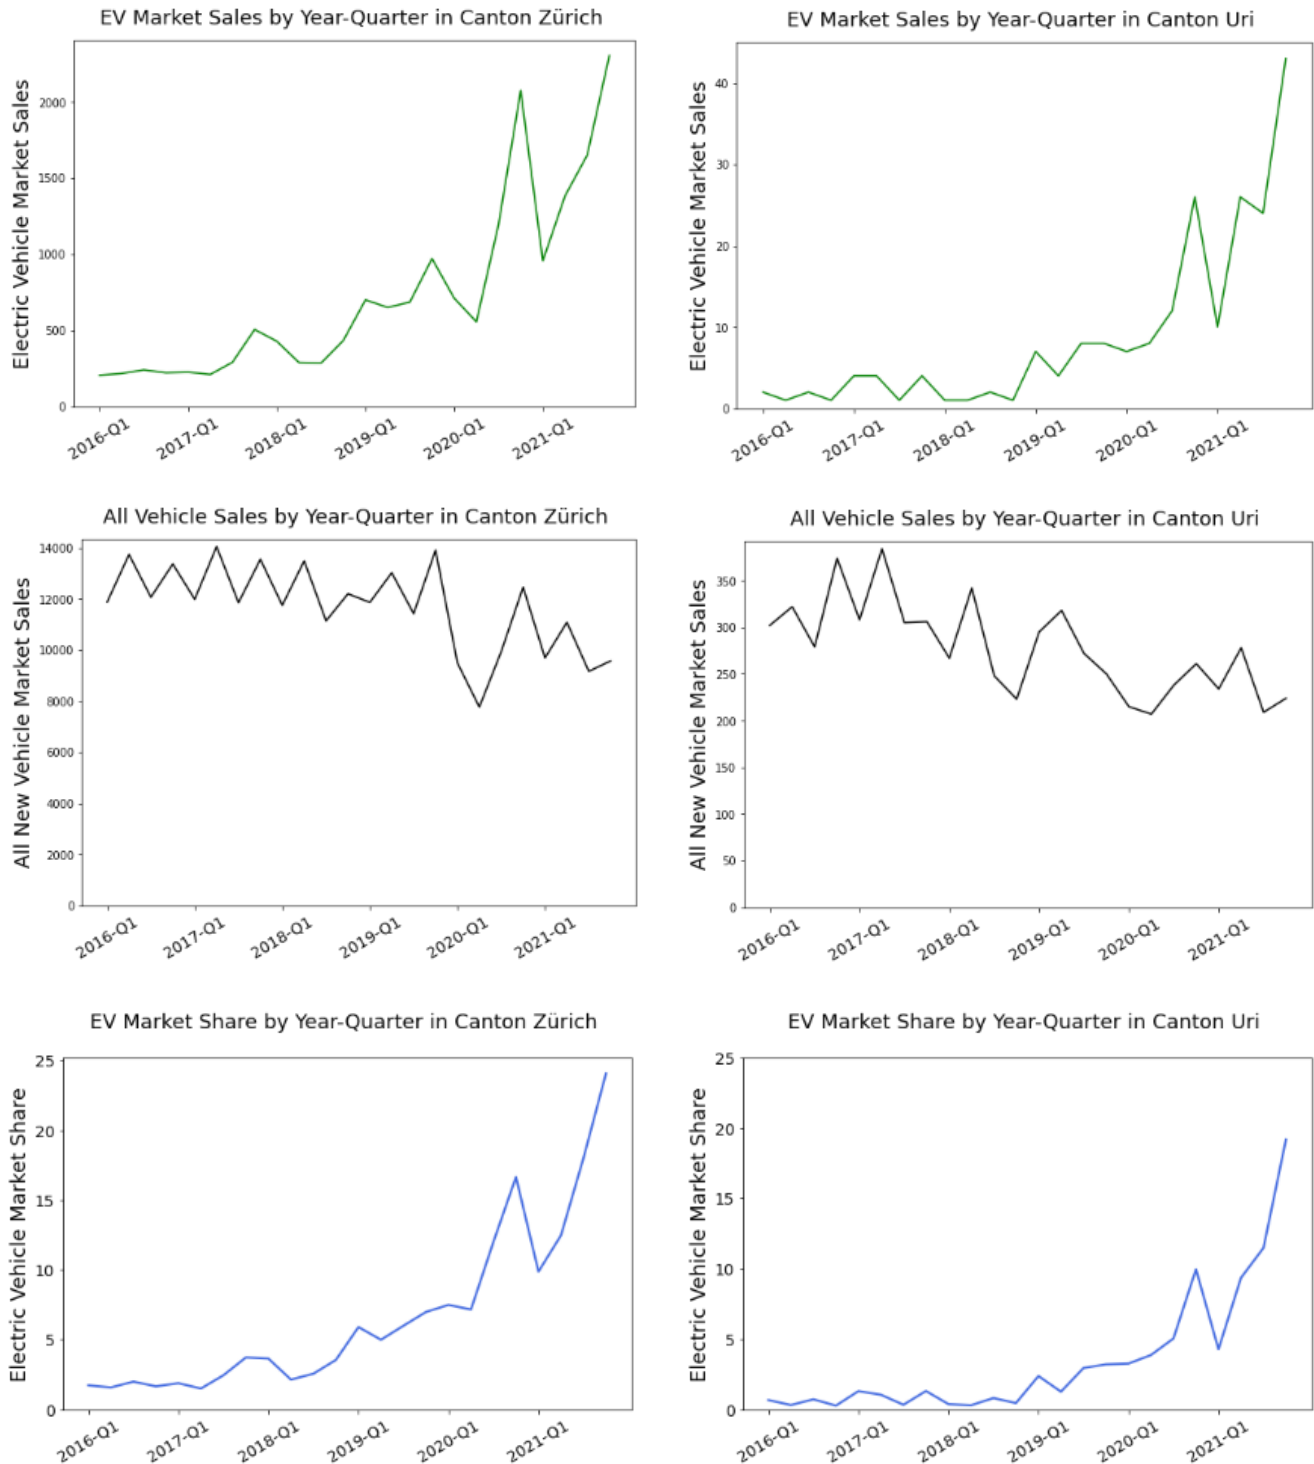 EV Market Sales by Year-Quarter in Canton Zürich
Electric Vehicle Market Sales
2000
1500
1000
500
0
2016-Q1
2017-Q1
2018-Q1
2019-Q1
2020-Q1
2021-Q1
EV Market Sales by Year-Quarter in Canton Uri
Electric Vehicle Market Sales
40
30
20
10
0
2016-Q1
2017-Q1
2018-Q1
2019-Q1
2020-Q1
2021-Q1
All Vehicle Sales by Year-Quarter in Canton Zürich
All New Vehicle Market Sales
14000
12000
10000
8000
6000
4000
2000
0
2016-Q1
2017-Q1
2018-Q1
2019-Q1
2020-Q1
2021-Q1
All Vehicle Sales by Year-Quarter in Canton Uri
All New Vehicle Market Sales
350
300
250
200
150
100
50
0
2016-Q1
2017-Q1
2018-Q1
2019-Q1
2020-Q1
2021-Q1
EV Market Share by Year-Quarter in Canton Zürich
Electric Vehicle Market Share
25
20
15
10
5
0
2016-Q1
2017-Q1
2018-Q1
2019-Q1
2020-Q1
2021-Q1
EV Market Share by Year-Quarter in Canton Uri
Electric Vehicle Market Share
25
20
15
10
5
0
2016-Q1
2017-Q1
2018-Q1
2019-Q1
2020-Q1
2021-Q1